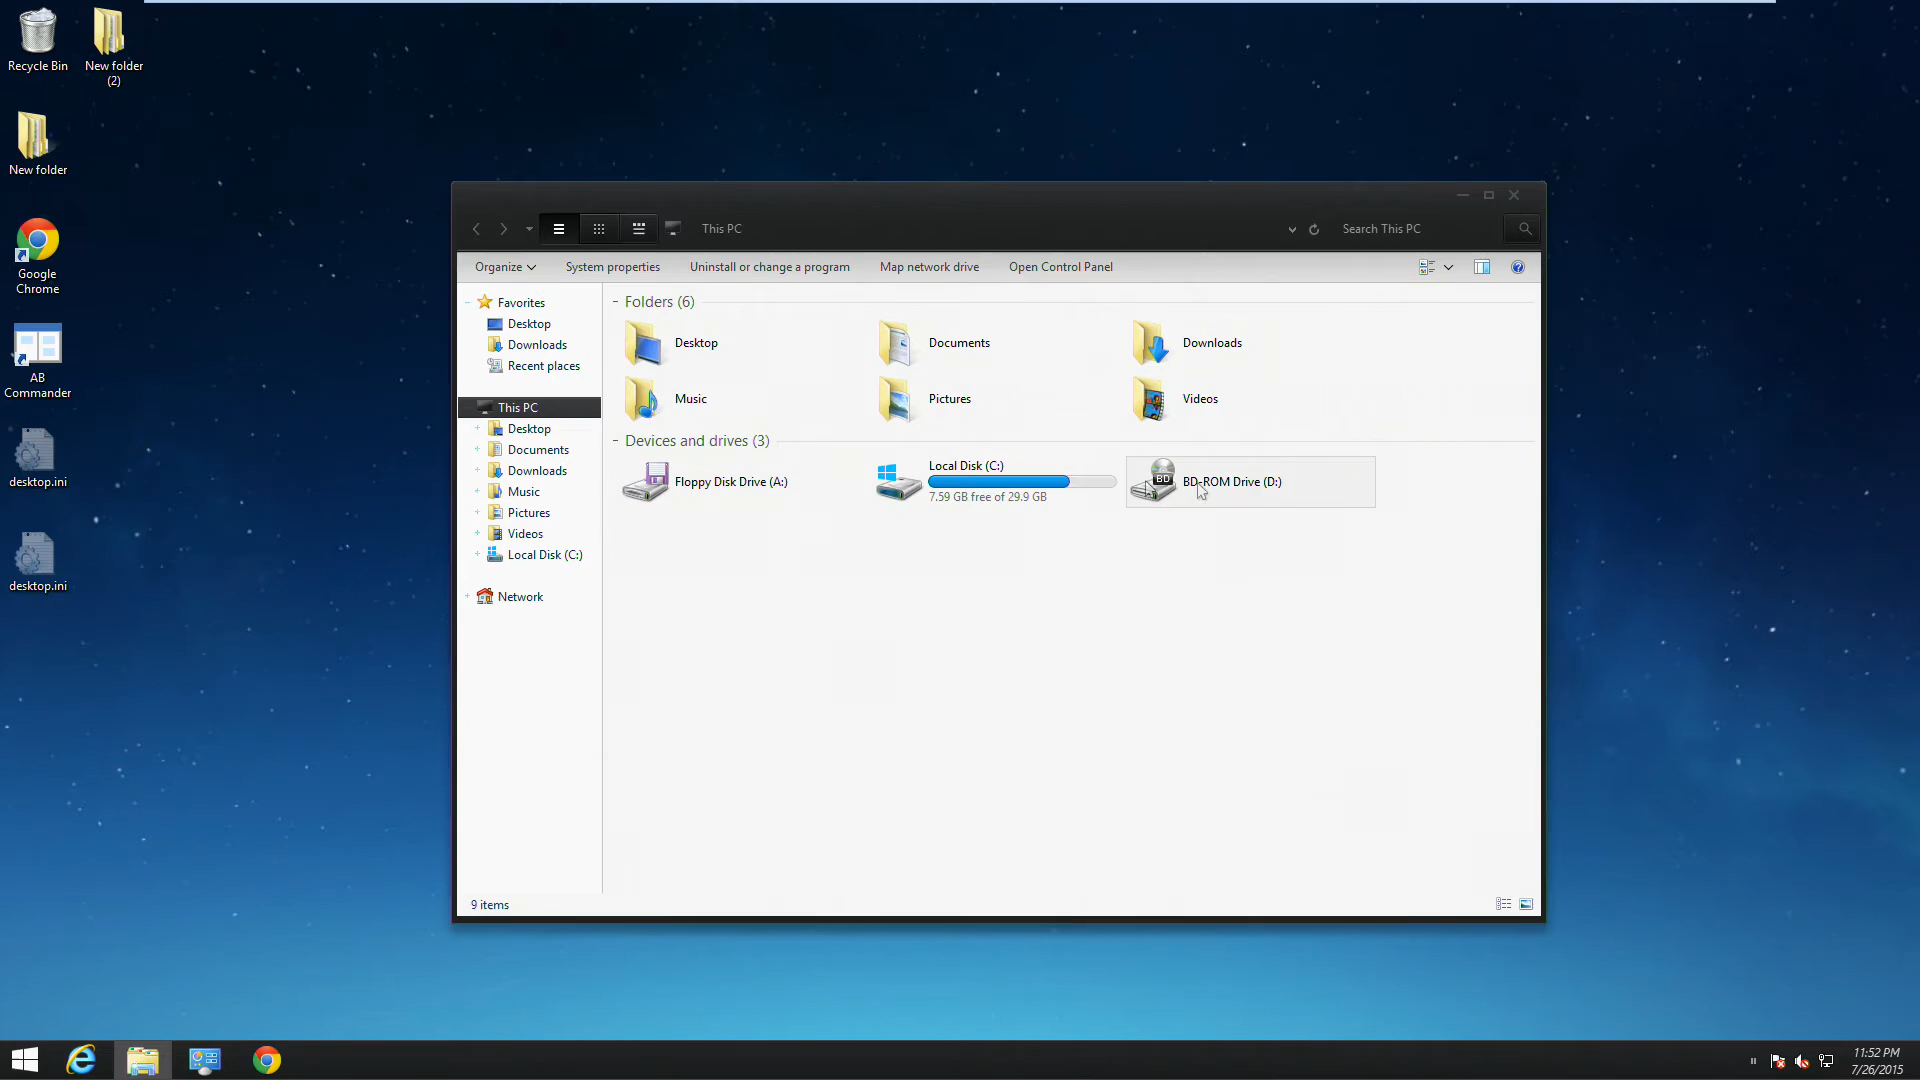 Recycle Bin
New folder
(2)
New folder
Google
Chrome
AB
Commander
desktop.ini
desktop.ini
This PC
Search This PC
Organize
System properties
Uninstall or change a program
Map network drive
Open Control Panel
Favorites
Desktop
Downloads
Recent places
This PC
Desktop
Documents
Downloads
Music
Pictures
Videos
Local Disk (C:)
Network
Folders (6)
Desktop
Documents
Downloads
Music
Pictures
Videos
Devices and drives (3)
Floppy Disk Drive (A:)
Local Disk (C:)
7.59 GB free of 29.9 GB
BD
BD-ROM Drive (D:)
9 items
11:52 PM
7/26/2015